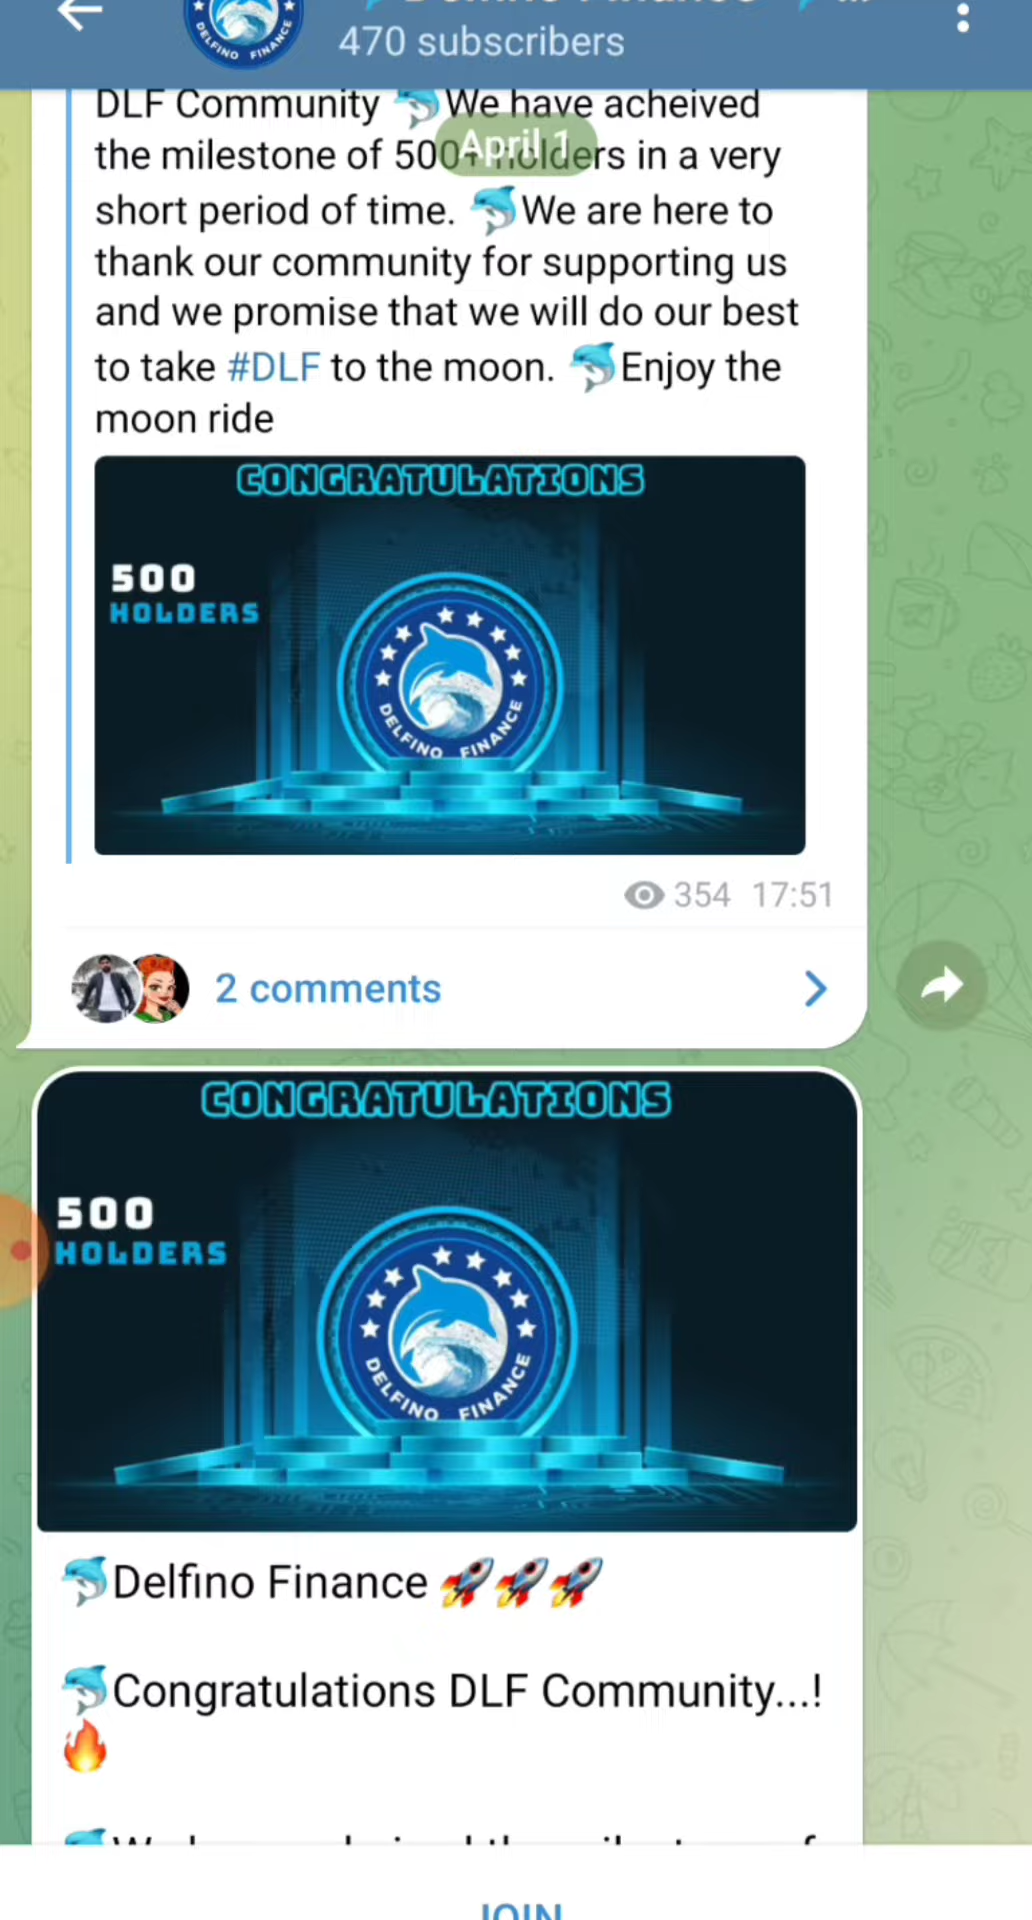 470 subscribers
DLF Community 🐬We have acheived
April 1
the milestone of 500+ holders in a very
short period of time. 🐬We are here to
thank our community for supporting us
and we promise that we will do our best
to take #DLF to the moon. 🐬Enjoy the
moon ride
CONGRATULATIONS
500
HOLDERS
DELFINO FINANCE
354 17:51
2 comments
CONGRATULATIONS
500
HOLDERS
DELFINO FINANCE
🐬Delfino Finance 🚀🚀🚀
🐬Congratulations DLF Community...!
🔥
JOIN